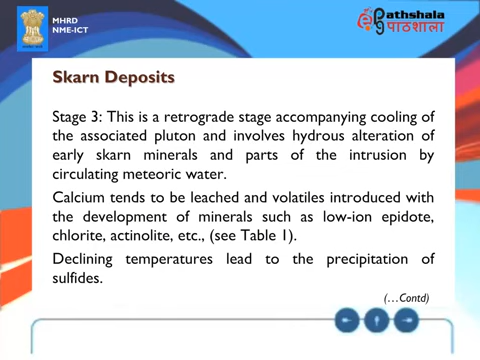 MHRD
NME-ICT
Pathshala
पाठशाला
Skarn Deposits
Stage 3: This is a retrograde stage accompanying cooling of
the associated pluton and involves hydrous alteration of
early skarn minerals and parts of the intrusion by
circulating meteoric water.
Calcium tends to be leached and volatiles introduced with
the development of minerals such as low-ion epidote,
chlorite, actinolite, etc., (see Table 1).
Declining temperatures lead to the precipitation of
sulfides.
(…Contd)